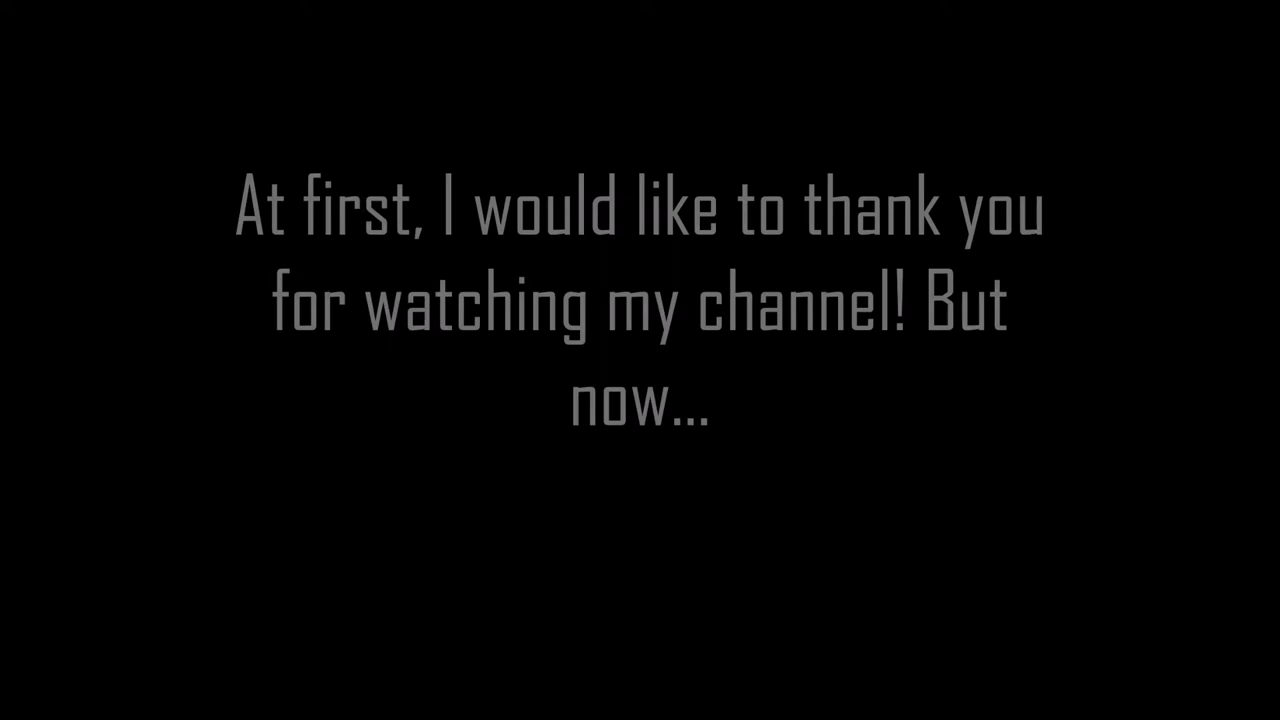 At first, I would like to thank you
for watching my channel! But
now...